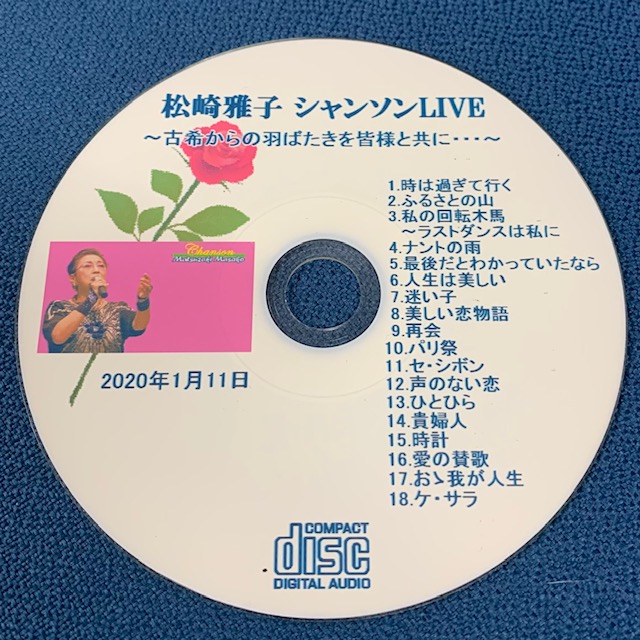 松崎雅子 シャンソンLIVE
～古希からの羽ばたきを皆様と共に・・・～
1.時は過ぎて行く
2.ふるさとの山
3.私の回転木馬
～ラストダンスは私に
4.ナントの雨
5.最後だとわかっていたなら
6.人生は美しい
7.迷い子
8.美しい恋物語
9.再会
10.パリ祭
11.セ・シボン
12.声のない恋
13.ひとひら
14.貴婦人
15.時計
16.愛の賛歌
17.おゝ我が人生
18.ケ・サラ
Chanson
Matuzaki Masako
2020年1月11日
COMPACT
disc
DIGITAL AUDIO